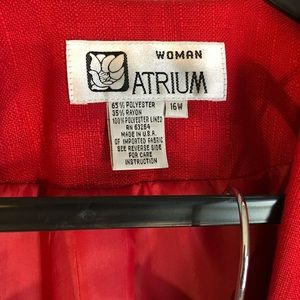 WOMAN
ATRIUM
65% POLYESTER
35% RAYON
100% POLYESTER LINED
RN 63254
MADE IN U.S.A.
OF IMPORTED FABRIC
SEE REVERSE SIDE
FOR CARE
INSTRUCTION
16W